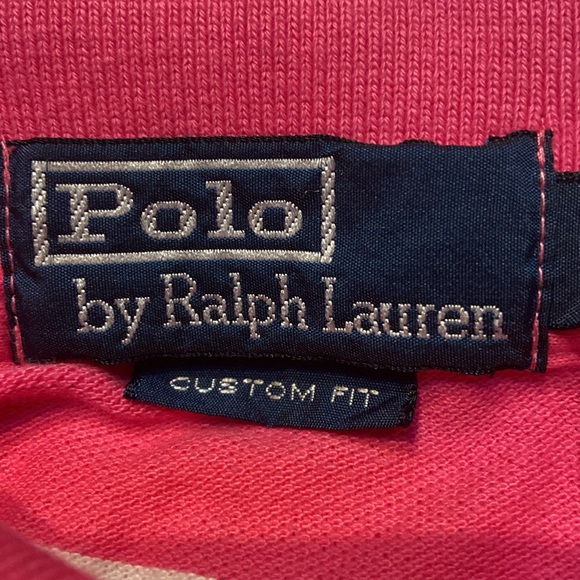 Polo
by Ralph Lauren
CUSTOM FIT